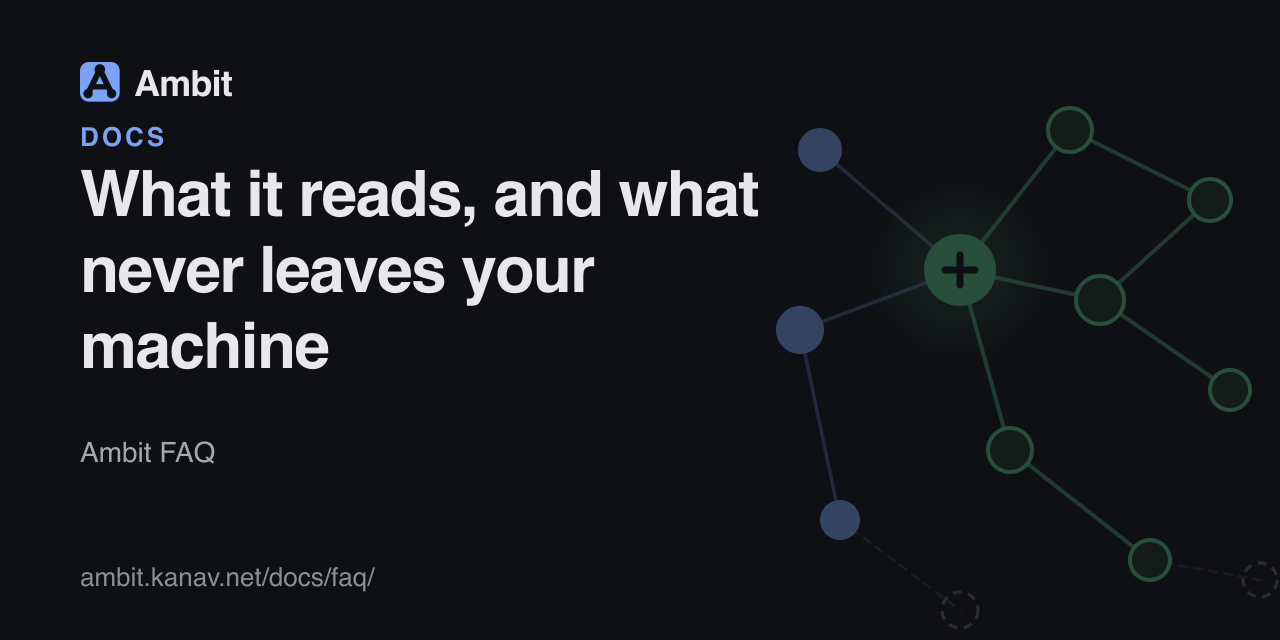 Ambit
DOCS
What it reads, and what
never leaves your
machine
Ambit FAQ
ambit.kanav.net/docs/faq/